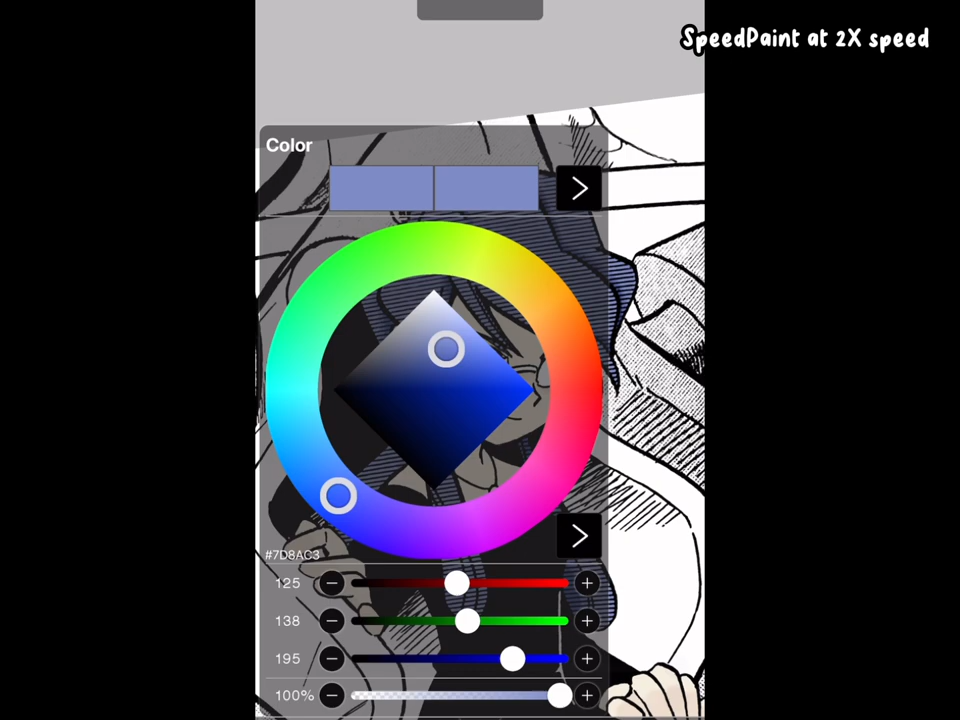 SpeedPaint at 2X speed
Color
#7D8AC3
125
138
195
100%